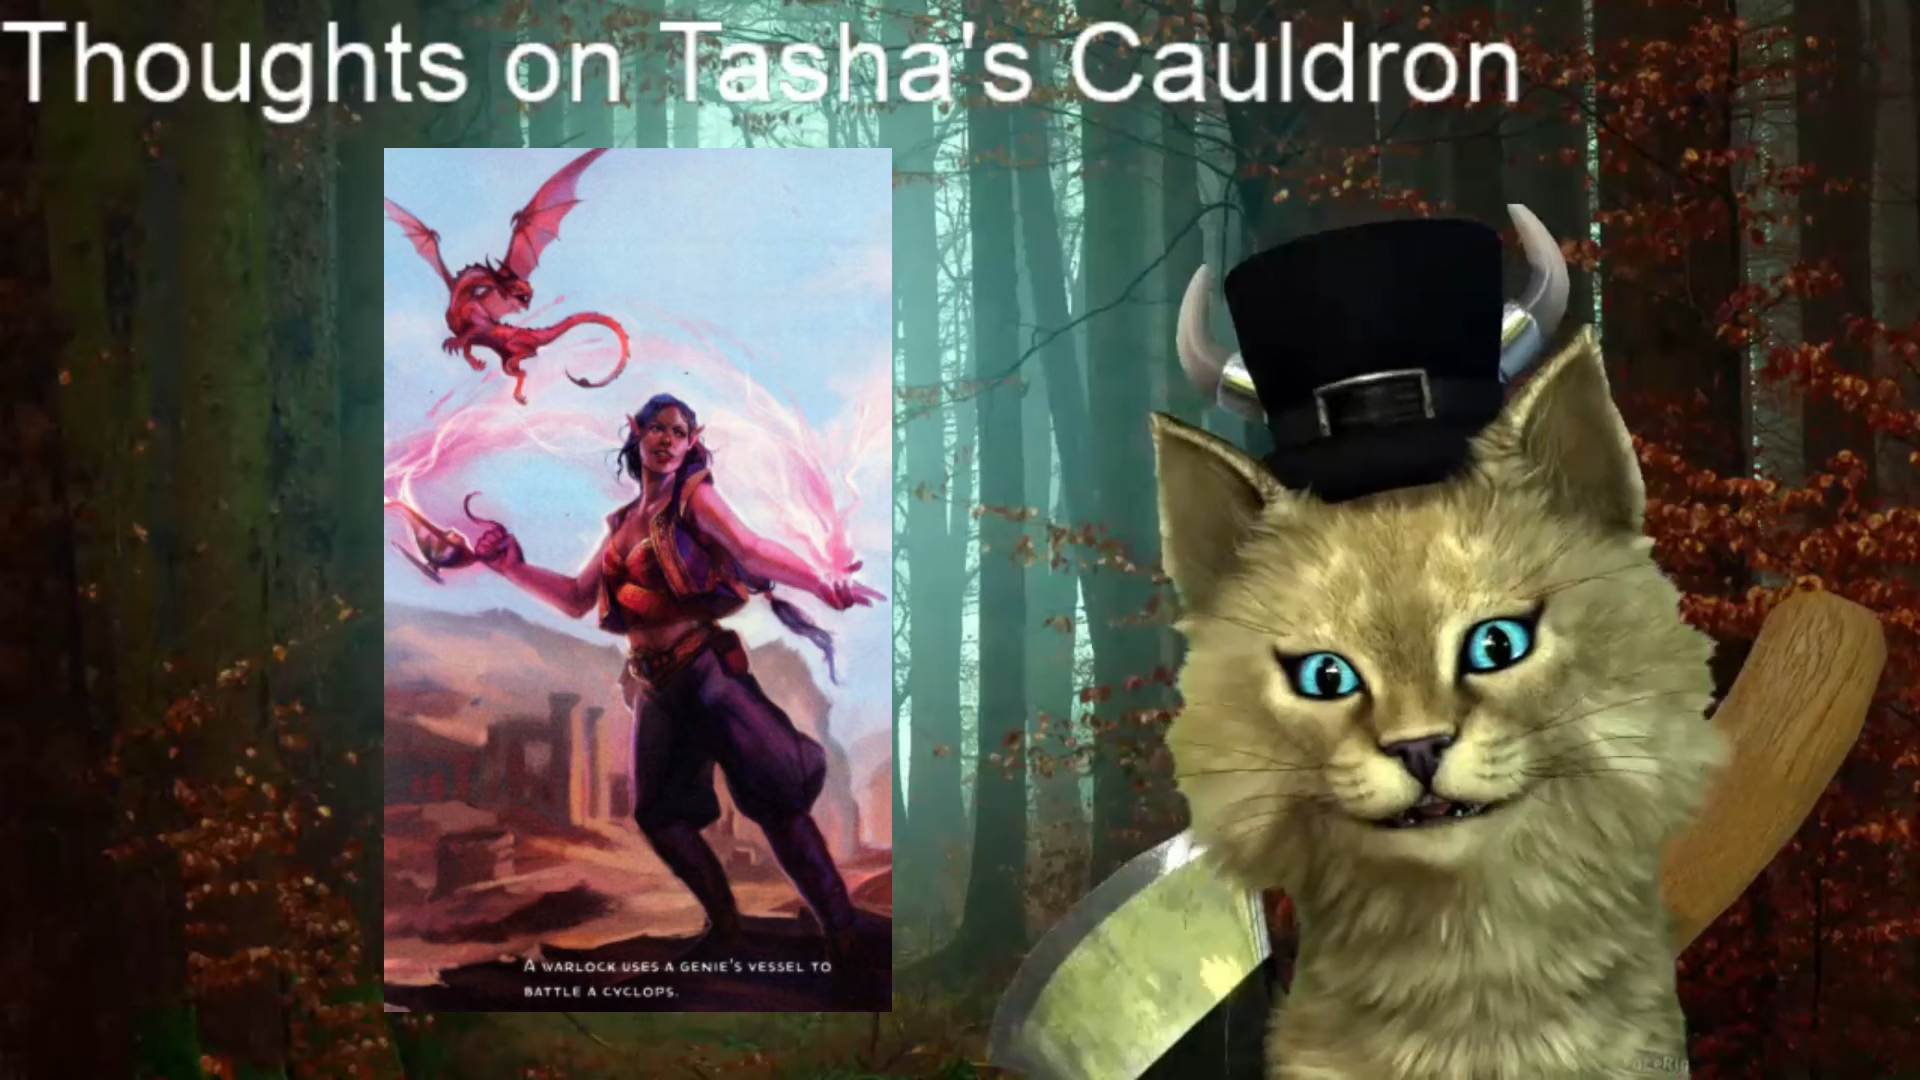 Thoughts on Tasha's Cauldron
A WARLOCK USES A GENIE'S VESSEL TO
BATTLE A CYCLOPS.